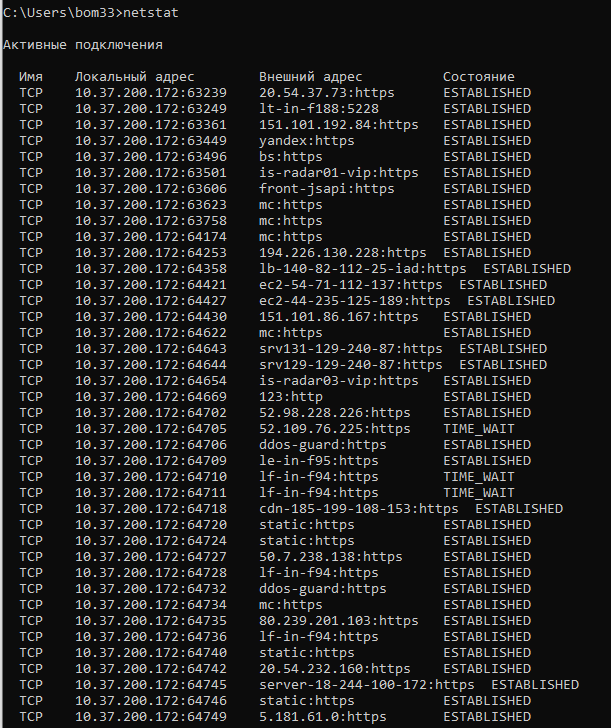 C:\Users\bom33>netstat
Активные подключения
Имя Локальный адрес Внешний адрес Состояние
TCP 10.37.200.172:63239 20.54.37.73:https ESTABLISHED
TCP 10.37.200.172:63249 lt-in-f188:5228 ESTABLISHED
TCP 10.37.200.172:63361 151.101.192.84:https ESTABLISHED
TCP 10.37.200.172:63449 yandex:https ESTABLISHED
TCP 10.37.200.172:63496 bs:https ESTABLISHED
TCP 10.37.200.172:63501 is-radar01-vip:https ESTABLISHED
TCP 10.37.200.172:63606 front-jsapi:https ESTABLISHED
TCP 10.37.200.172:63623 mc:https ESTABLISHED
TCP 10.37.200.172:63758 mc:https ESTABLISHED
TCP 10.37.200.172:64174 mc:https ESTABLISHED
TCP 10.37.200.172:64253 194.226.130.228:https ESTABLISHED
TCP 10.37.200.172:64358 lb-140-82-112-25-iad:https ESTABLISHED
TCP 10.37.200.172:64421 ec2-54-71-112-137:https ESTABLISHED
TCP 10.37.200.172:64427 ec2-44-235-125-189:https ESTABLISHED
TCP 10.37.200.172:64430 151.101.86.167:https ESTABLISHED
TCP 10.37.200.172:64622 mc:https ESTABLISHED
TCP 10.37.200.172:64643 srv131-129-240-87:https ESTABLISHED
TCP 10.37.200.172:64644 srv129-129-240-87:https ESTABLISHED
TCP 10.37.200.172:64654 is-radar03-vip:https ESTABLISHED
TCP 10.37.200.172:64669 123:http ESTABLISHED
TCP 10.37.200.172:64702 52.98.228.226:https ESTABLISHED
TCP 10.37.200.172:64705 52.109.76.225:https TIME_WAIT
TCP 10.37.200.172:64706 ddos-guard:https ESTABLISHED
TCP 10.37.200.172:64709 le-in-f95:https ESTABLISHED
TCP 10.37.200.172:64710 lf-in-f94:https TIME_WAIT
TCP 10.37.200.172:64711 lf-in-f94:https TIME_WAIT
TCP 10.37.200.172:64718 cdn-185-199-108-153:https ESTABLISHED
TCP 10.37.200.172:64720 static:https ESTABLISHED
TCP 10.37.200.172:64724 static:https ESTABLISHED
TCP 10.37.200.172:64727 50.7.238.138:https ESTABLISHED
TCP 10.37.200.172:64728 lf-in-f94:https ESTABLISHED
TCP 10.37.200.172:64732 ddos-guard:https ESTABLISHED
TCP 10.37.200.172:64734 mc:https ESTABLISHED
TCP 10.37.200.172:64735 80.239.201.103:https ESTABLISHED
TCP 10.37.200.172:64736 lf-in-f94:https ESTABLISHED
TCP 10.37.200.172:64740 static:https ESTABLISHED
TCP 10.37.200.172:64742 20.54.232.160:https ESTABLISHED
TCP 10.37.200.172:64745 server-18-244-100-172:https ESTABLISHED
TCP 10.37.200.172:64746 static:https ESTABLISHED
TCP 10.37.200.172:64749 5.181.61.0:https ESTABLISHED